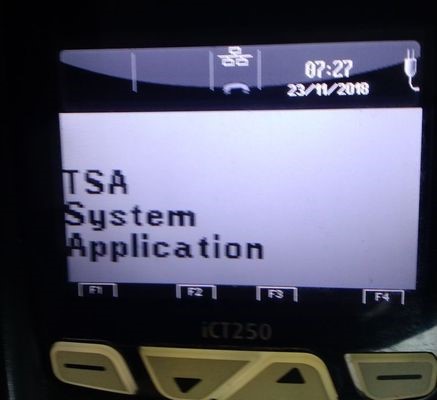 07:27
23/11/2018
TSA
System
Application
F1 F2 F3 F4
iCT250